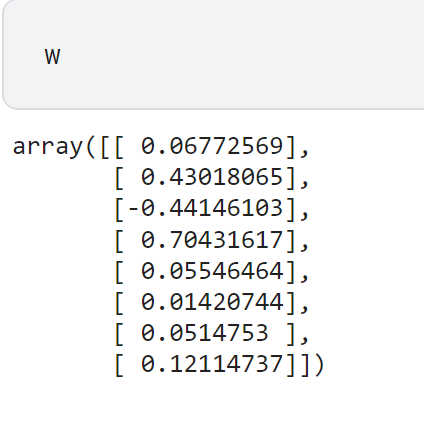 W
array([[ 0.06772569],
[ 0.43018065],
[-0.44146103],
[ 0.70431617],
[ 0.05546464],
[ 0.01420744],
[ 0.0514753 ],
[ 0.12114737]])